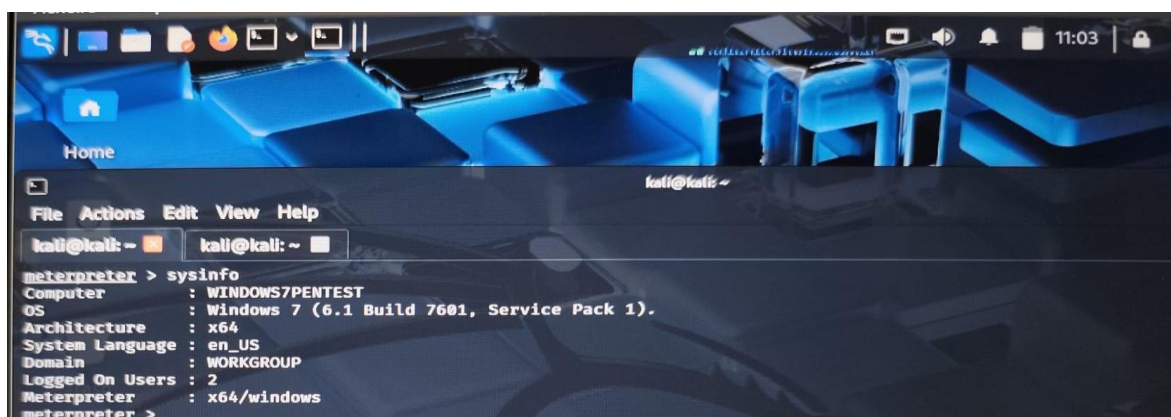 11:03
Home
kali@kali: ~
File Actions Edit View Help
kali@kali: ~ kali@kali: ~
meterpreter > sysinfo
Computer : WINDOWS7PENTEST
OS : Windows 7 (6.1 Build 7601, Service Pack 1).
Architecture : x64
System Language : en_US
Domain : WORKGROUP
Logged On Users : 2
Meterpreter : x64/windows
meterpreter >